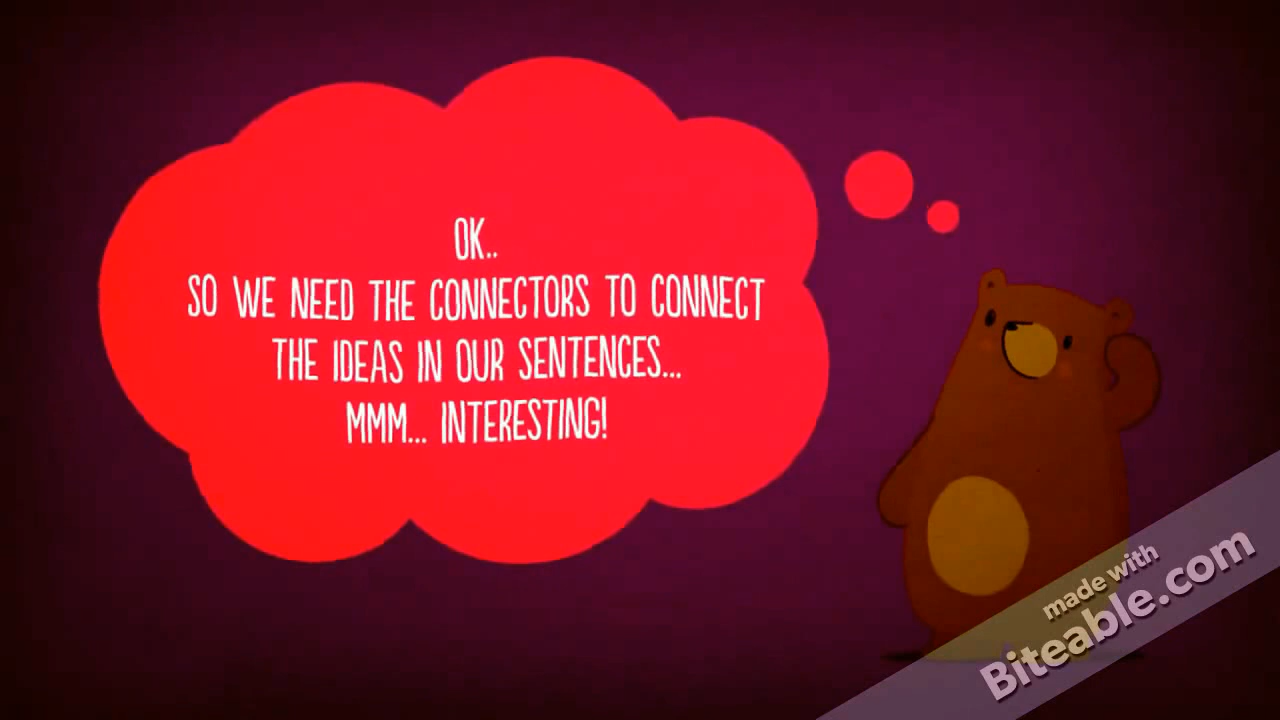 OK..
SO WE NEED THE CONNECTORS TO CONNECT
THE IDEAS IN OUR SENTENCES...
MMM... INTERESTING!
made with
Biteable.com